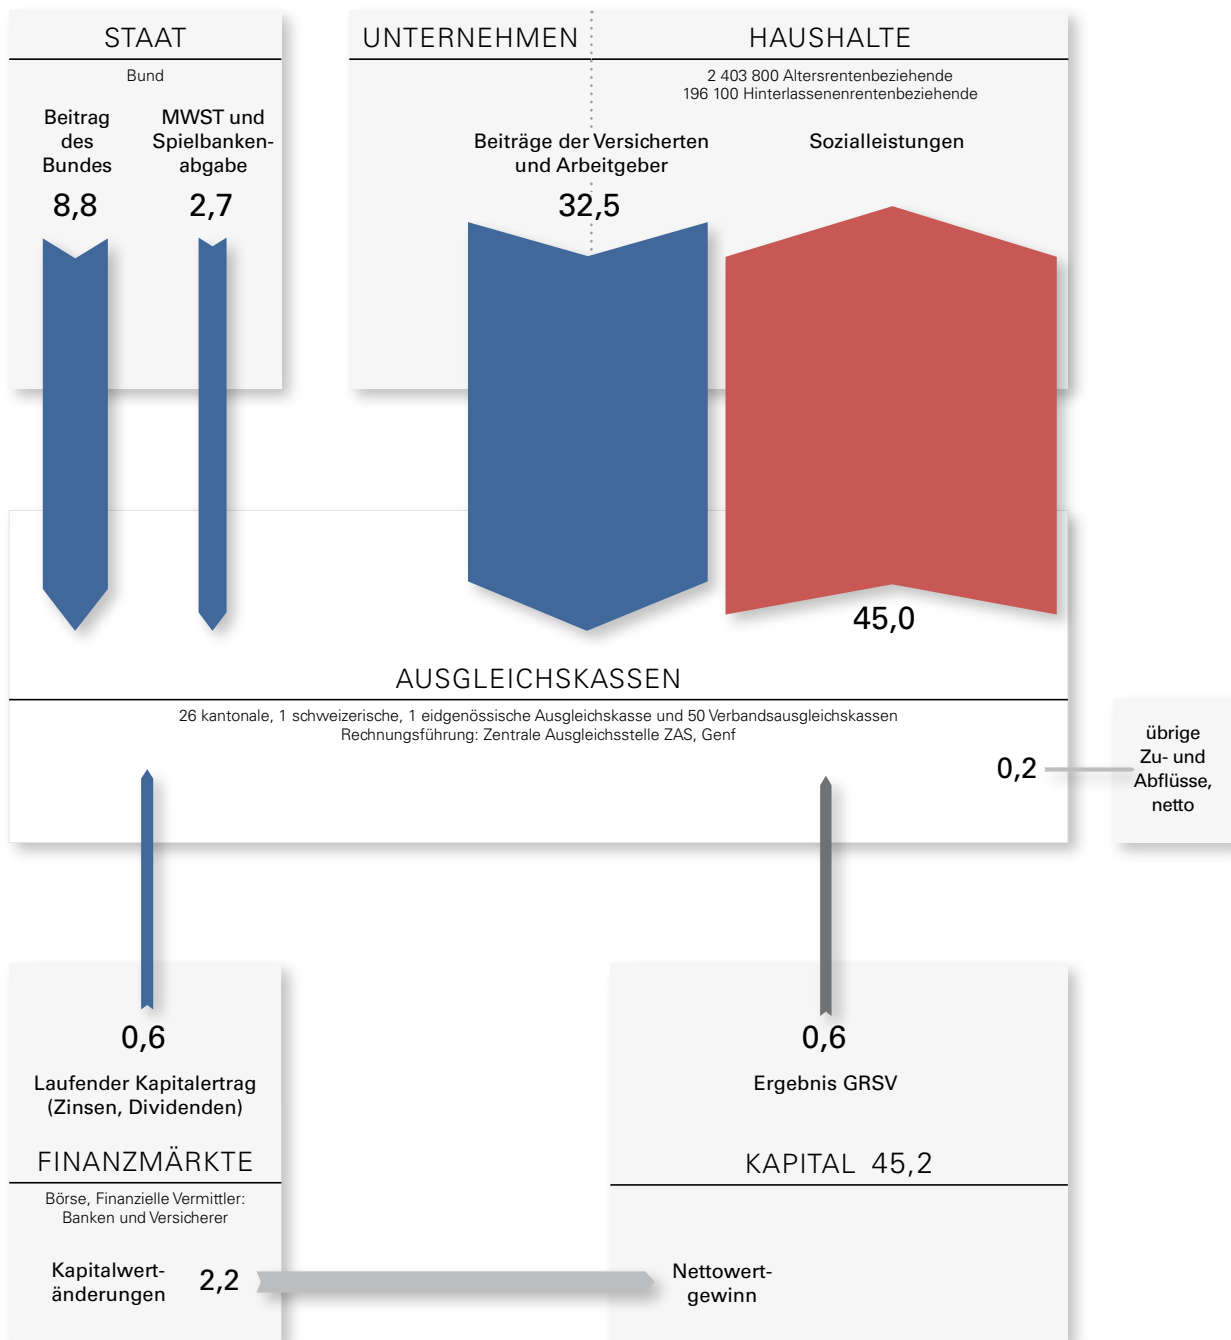 STAAT
Bund
Beitrag
des
Bundes
8,8
MWST und
Spielbanken-
abgabe
2,7
UNTERNEHMEN
HAUSHALTE
2 403 800 Altersrentenbeziehende
196 100 Hinterlassenenrentenbeziehende
Beiträge der Versicherten
und Arbeitgeber
32,5
Sozialleistungen
45,0
AUSGLEICHSKASSEN
26 kantonale, 1 schweizerische, 1 eidgenössische Ausgleichskasse und 50 Verbandsausgleichskassen
Rechnungsführung: Zentrale Ausgleichsstelle ZAS, Genf
0,2
übrige
Zu- und
Abflüsse,
netto
0,6
Laufender Kapitalertrag
(Zinsen, Dividenden)
FINANZMÄRKTE
Börse, Finanzielle Vermittler:
Banken und Versicherer
Kapitalwert-
änderungen
2,2
0,6
Ergebnis GRSV
KAPITAL 45,2
Nettowert-
gewinn